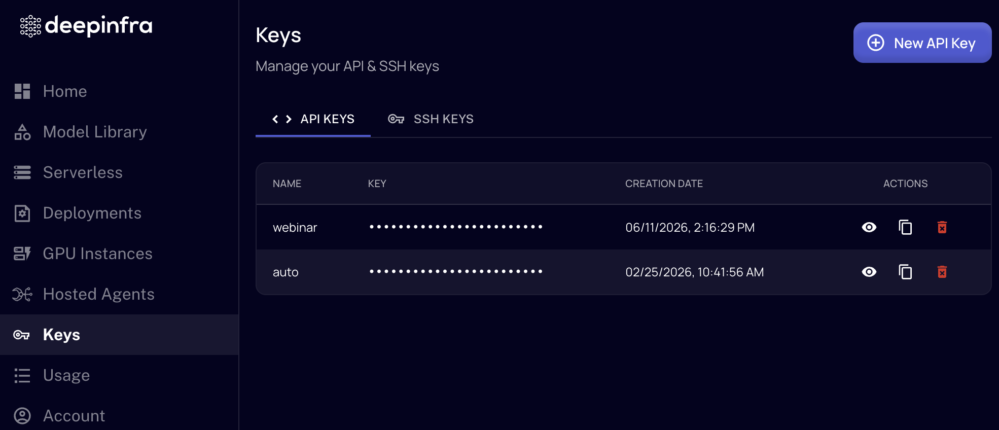 deepinfra
Home
Model Library
Serverless
Deployments
GPU Instances
Hosted Agents
Keys
Usage
Account
Keys
Manage your API & SSH keys
New API Key
API KEYS
SSH KEYS
NAME KEY CREATION DATE ACTIONS
webinar •••••••••••••••••••••••• 06/11/2026, 2:16:29 PM
auto •••••••••••••••••••••••• 02/25/2026, 10:41:56 AM